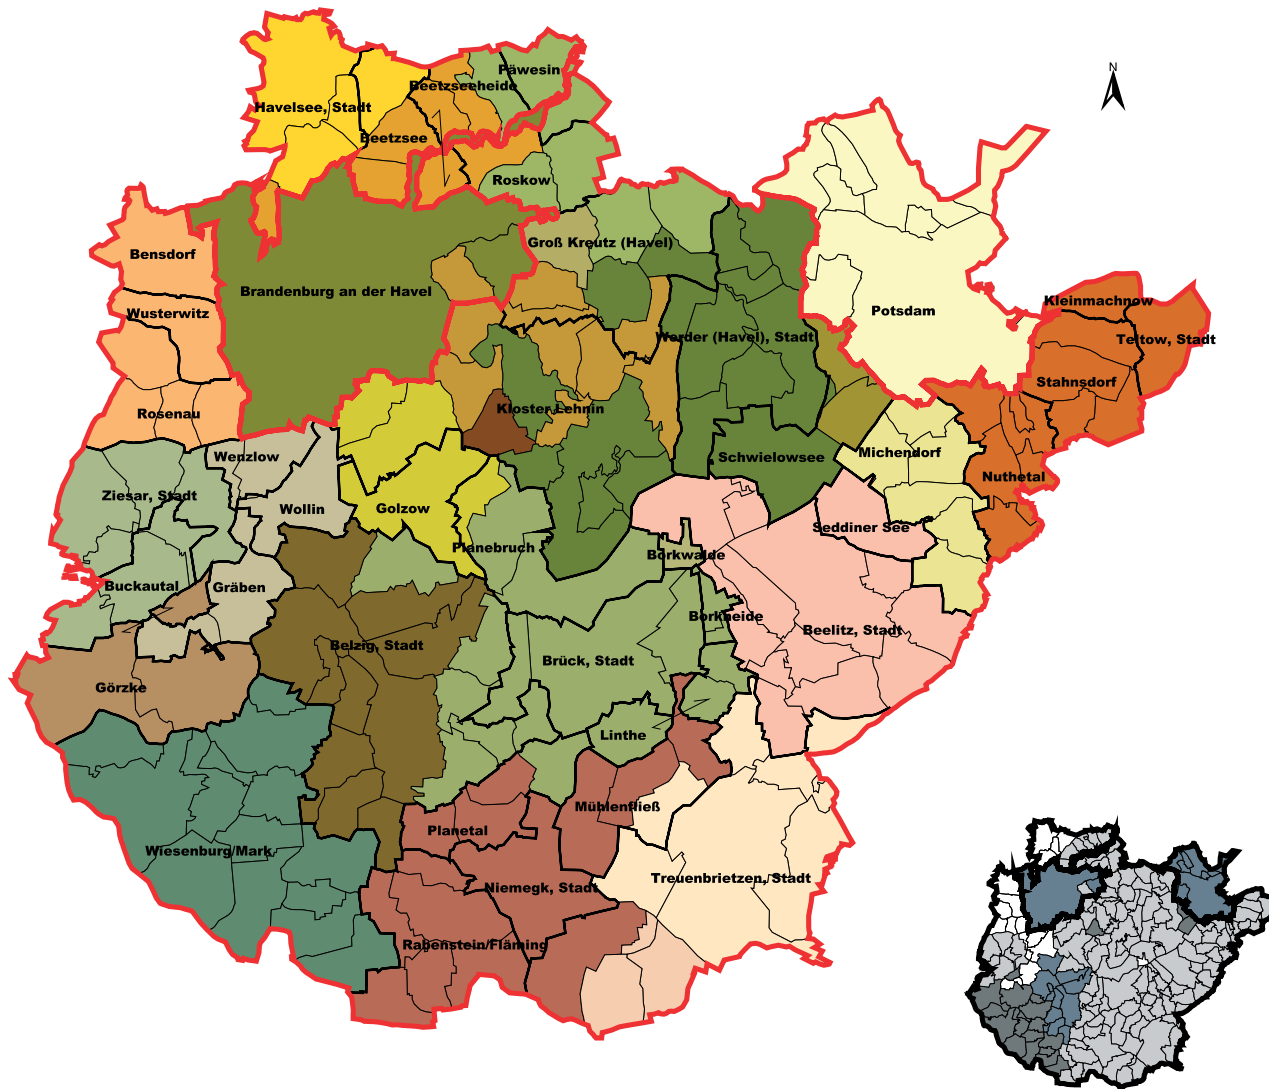 N
Päwesin
Beetzseeheide
Havelsee, Stadt
Beetzsee
Roskow
Groß Kreutz (Havel)
Bensdorf
Brandenburg an der Havel
Kleinmachnow
Wusterwitz
Potsdam
Werder (Havel), Stadt
Teltow, Stadt
Stahnsdorf
Rosenau
Kloster Lehnin
Michendorf
Wenzlow
Schwielowsee
Nuthetal
Ziesar, Stadt
Wollin
Golzow
Seddiner See
Planebruch
Borkwalde
Buckautal
Gräben
Borkheide
Beelitz, Stadt
Belzig, Stadt
Brück, Stadt
Görzke
Linthe
Mühlenfließ
Planetal
Wiesenburg/Mark
Treuenbrietzen, Stadt
Niemegk, Stadt
Rabenstein/Fläming